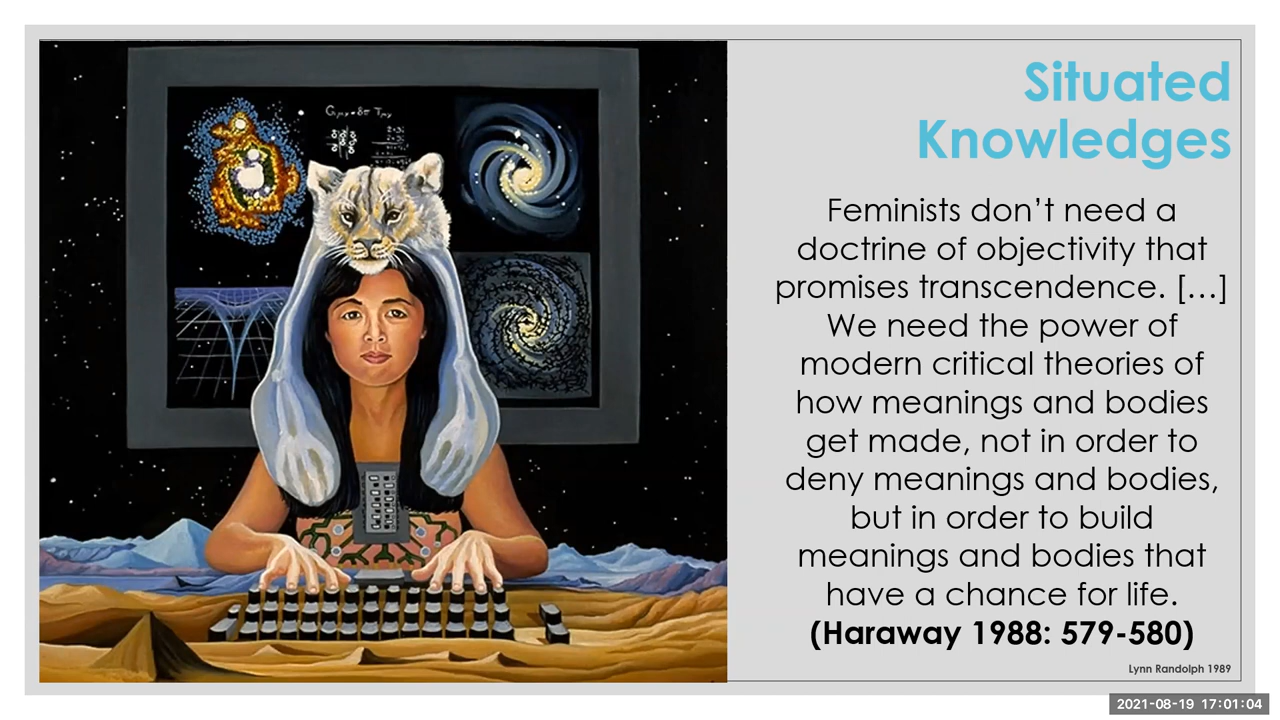 Situated
Knowledges
Feminists don’t need a
doctrine of objectivity that
promises transcendence. […]
We need the power of
modern critical theories of
how meanings and bodies
get made, not in order to
deny meanings and bodies,
but in order to build
meanings and bodies that
have a chance for life.
(Haraway 1988: 579-580)
Lynn Randolph 1989
2021-08-19 17:01:04